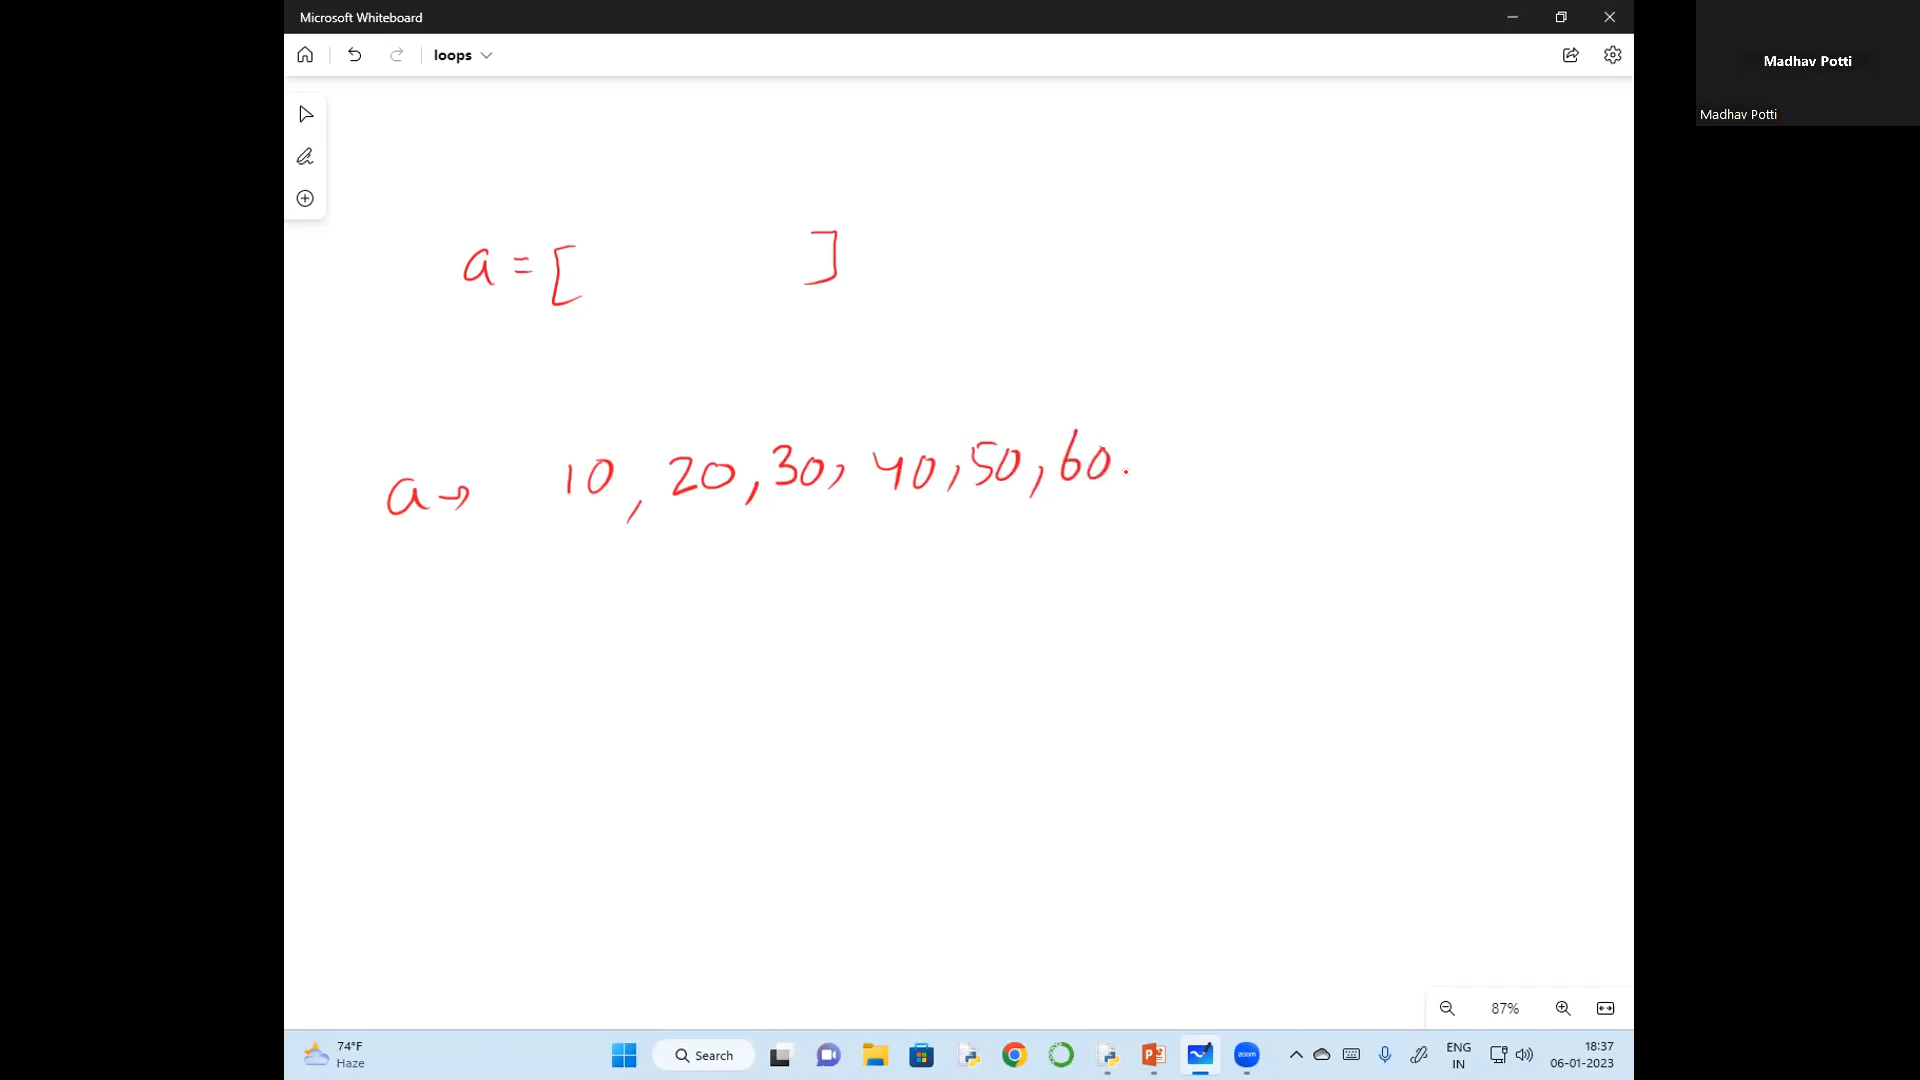 Microsoft Whiteboard
loops
Madhav Potti
Madhav Potti
a = [ ]
a → 10, 20, 30, 40, 50, 60
87%
74°F
Haze
Search
zoom
ENG
IN
18:37
06-01-2023